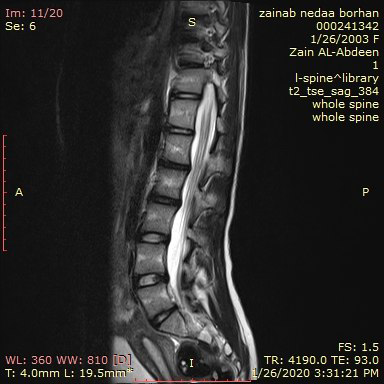 Im: 11/20
Se: 6
S
zainab nedaa borhan
000241342
1/26/2003 F
Zain AL-Abdeen
1
l-spine^library
t2_tse_sag_384
whole spine
whole spine
A
P
WL: 360 WW: 810 [D]
T: 4.0mm L: 19.5mm
I
FS: 1.5
TR: 4190.0 TE: 93.0
1/26/2020 3:31:21 PM